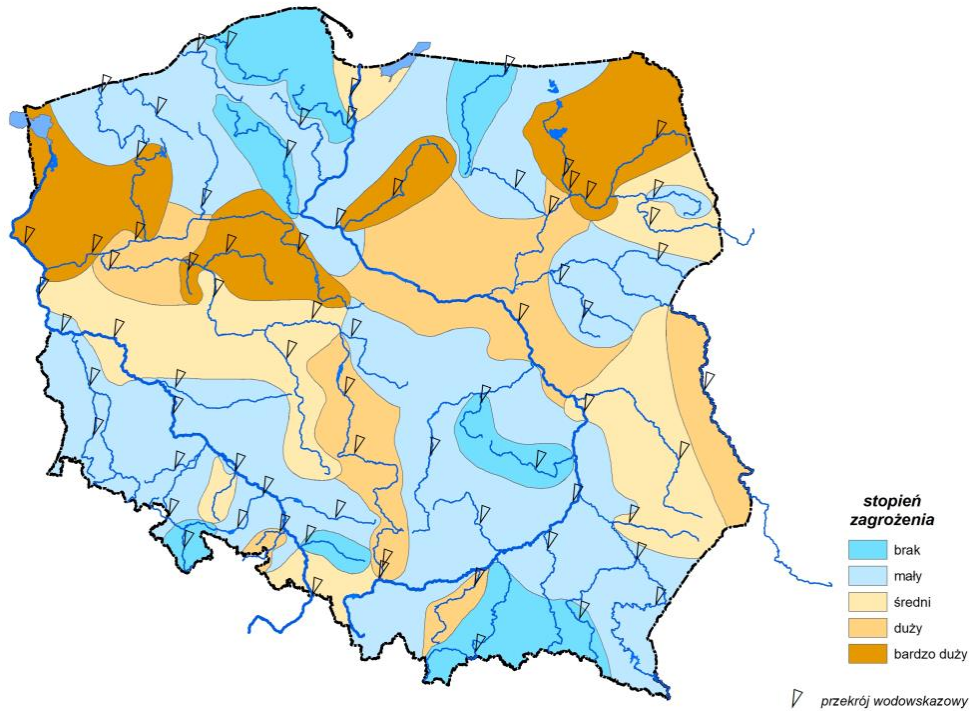 stopień
zagrożenia
brak
mały
średni
duży
bardzo duży
przekrój wodowskazowy